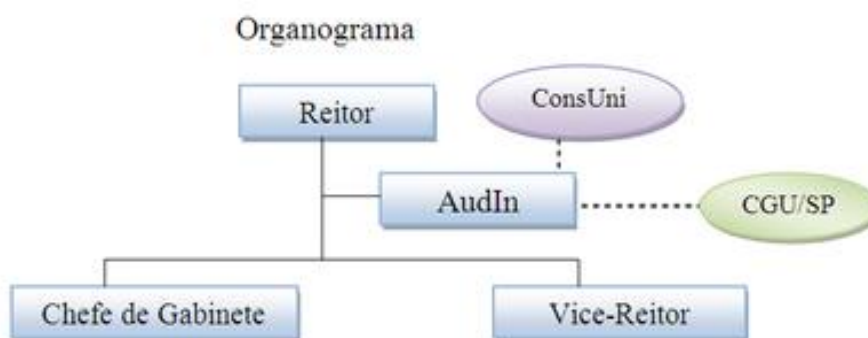 Organograma
ConsUni
Reitor
AudIn
CGU/SP
Chefe de Gabinete
Vice-Reitor